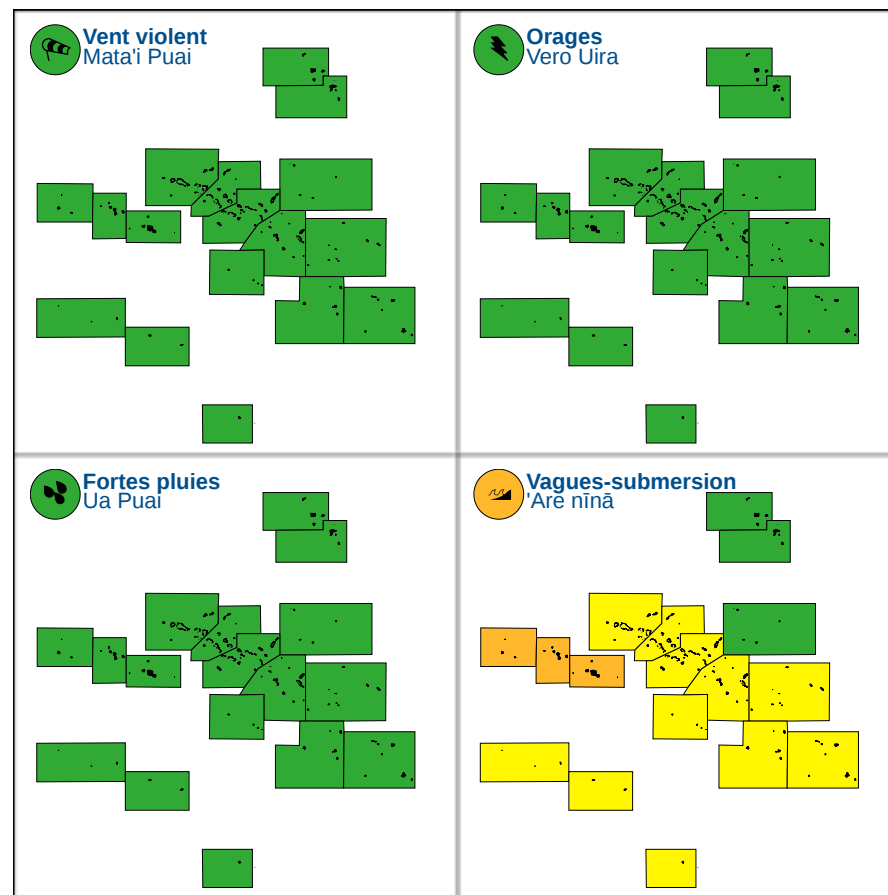 Vent violent
Mata'i Puai
Orages
Vero Uira
Fortes pluies
Ua Puai
Vagues-submersion
'Are nīnā